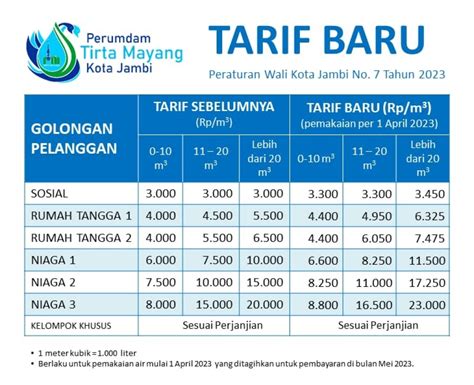 Perumdam
Tirta Mayang
Kota Jambi
TARIF BARU
Peraturan Wali Kota Jambi No. 7 Tahun 2023
GOLONGAN PELANGGAN
TARIF SEBELUMNYA (Rp/m³)
TARIF BARU (Rp/m³) (pemakaian per 1 April 2023)
0-10 m³ 11 – 20 m³ Lebih dari 20 m³ 0-10 m³ 11 – 20 m³ Lebih dari 20 m³
SOSIAL 3.000 3.000 3.000 3.300 3.300 3.450
RUMAH TANGGA 1 4.000 4.500 5.500 4.400 4.950 6.325
RUMAH TANGGA 2 4.000 5.500 6.500 4.400 6.050 7.475
NIAGA 1 6.000 7.500 10.000 6.600 8.250 11.500
NIAGA 2 7.500 10.000 15.000 8.250 11.000 17.250
NIAGA 3 8.000 15.000 20.000 8.800 16.500 23.000
KELOMPOK KHUSUS Sesuai Perjanjian Sesuai Perjanjian
• 1 meter kubik = 1.000 liter
• Berlaku untuk pemakaian air mulai 1 April 2023 yang ditagihkan untuk pembayaran di bulan Mei 2023.